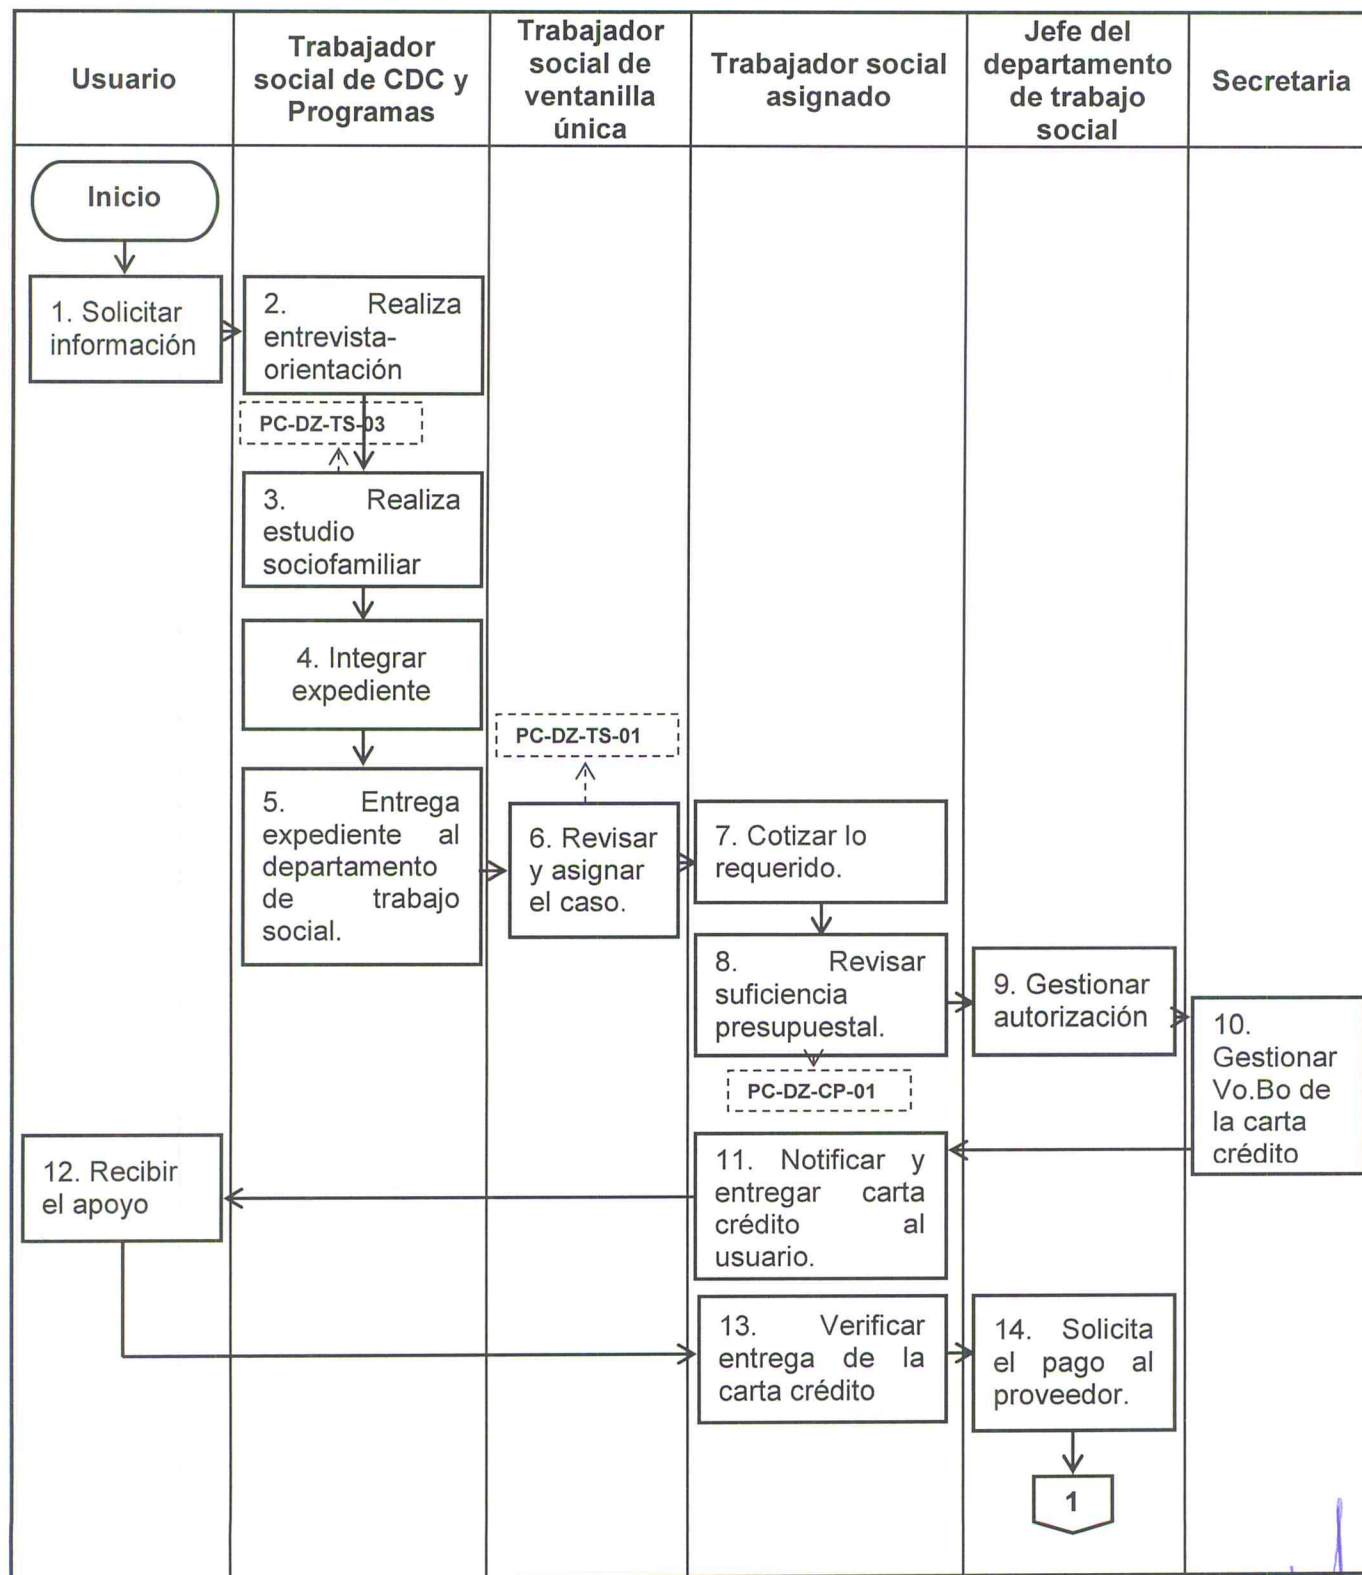 Usuario
Trabajador
social de CDC y
Programas
Trabajador
social de
ventanilla
única
Trabajador social
asignado
Jefe del
departamento
de trabajo
social
Secretaria
Inicio
1. Solicitar
información
2. Realiza
entrevista-
orientación
PC-DZ-TS-03
3. Realiza
estudio
sociofamiliar
4. Integrar
expediente
PC-DZ-TS-01
5. Entrega
expediente al
departamento
de trabajo
social.
6. Revisar
y asignar
el caso.
7. Cotizar lo
requerido.
8. Revisar
suficiencia
presupuestal.
9. Gestionar
autorización
10.
Gestionar
Vo.Bo de
la carta
crédito
PC-DZ-CP-01
11. Notificar y
entregar carta
crédito al
usuario.
12. Recibir
el apoyo
13. Verificar
entrega de la
carta crédito
14. Solicita
el pago al
proveedor.
1